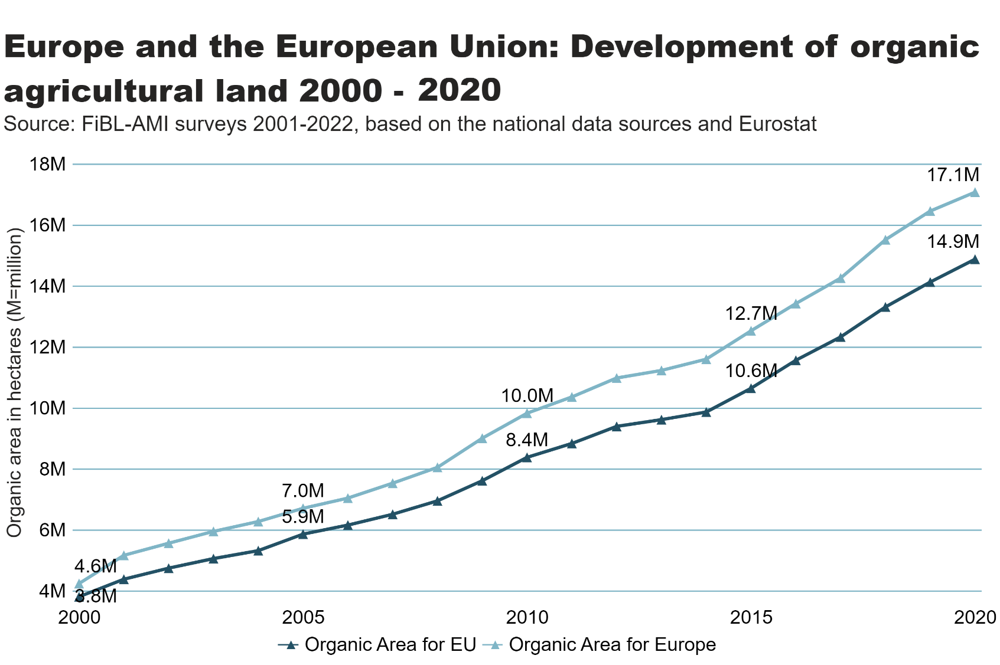 Europe and the European Union: Development of organic
agricultural land 2000 - 2020
Source: FiBL-AMI surveys 2001-2022, based on the national data sources and Eurostat
Organic area in hectares (M=million)
18M
16M
14M
12M
10M
8M
6M
4M
17.1M
14.9M
12.7M
10.6M
10.0M
8.4M
7.0M
5.9M
4.6M
3.8M
2000 2005 2010 2015 2020
Organic Area for EU Organic Area for Europe